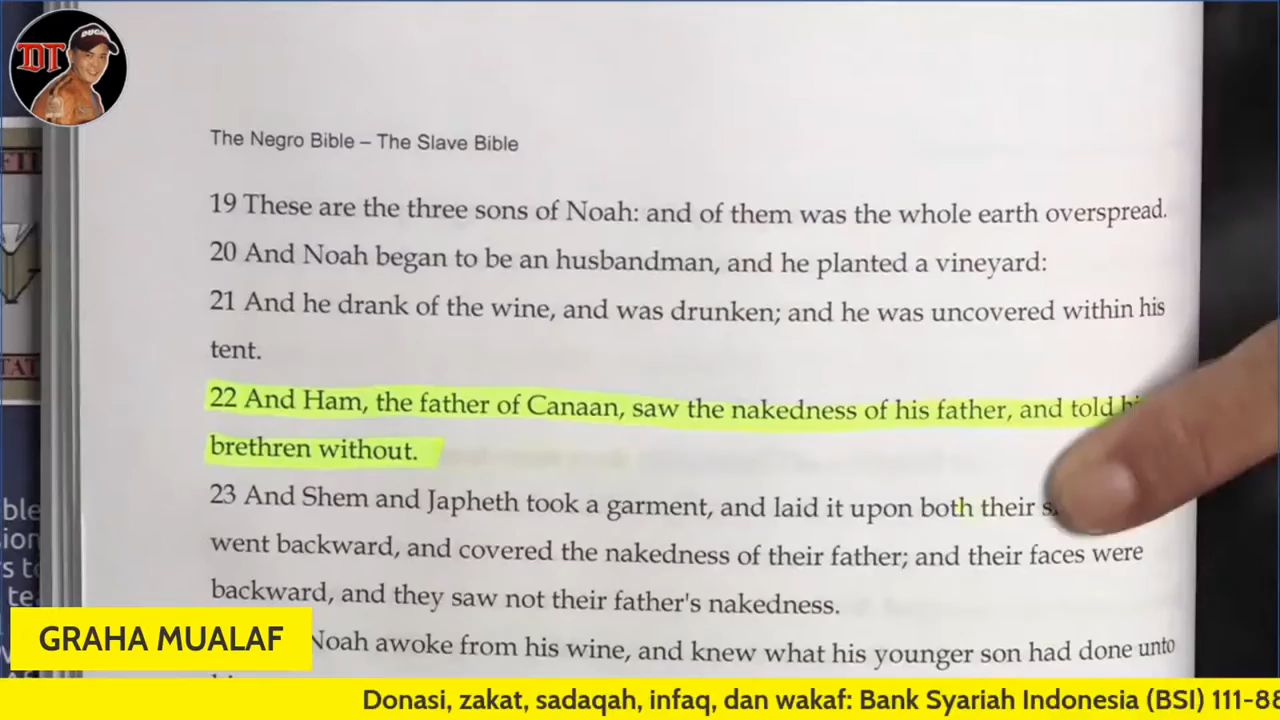 DUCA
DT
The Negro Bible – The Slave Bible
19 These are the three sons of Noah: and of them was the whole earth overspread.
20 And Noah began to be an husbandman, and he planted a vineyard:
21 And he drank of the wine, and was drunken; and he was uncovered within his
tent.
22 And Ham, the father of Canaan, saw the nakedness of his father, and told
brethren without.
23 And Shem and Japheth took a garment, and laid it upon both their
went backward, and covered the nakedness of their father; and their faces were
backward, and they saw not their father's nakedness.
Noah awoke from his wine, and knew what his younger son had done unto
GRAHA MUALAF
Donasi, zakat, sadaqah, infaq, dan wakaf: Bank Syariah Indonesia (BSI) 111-88